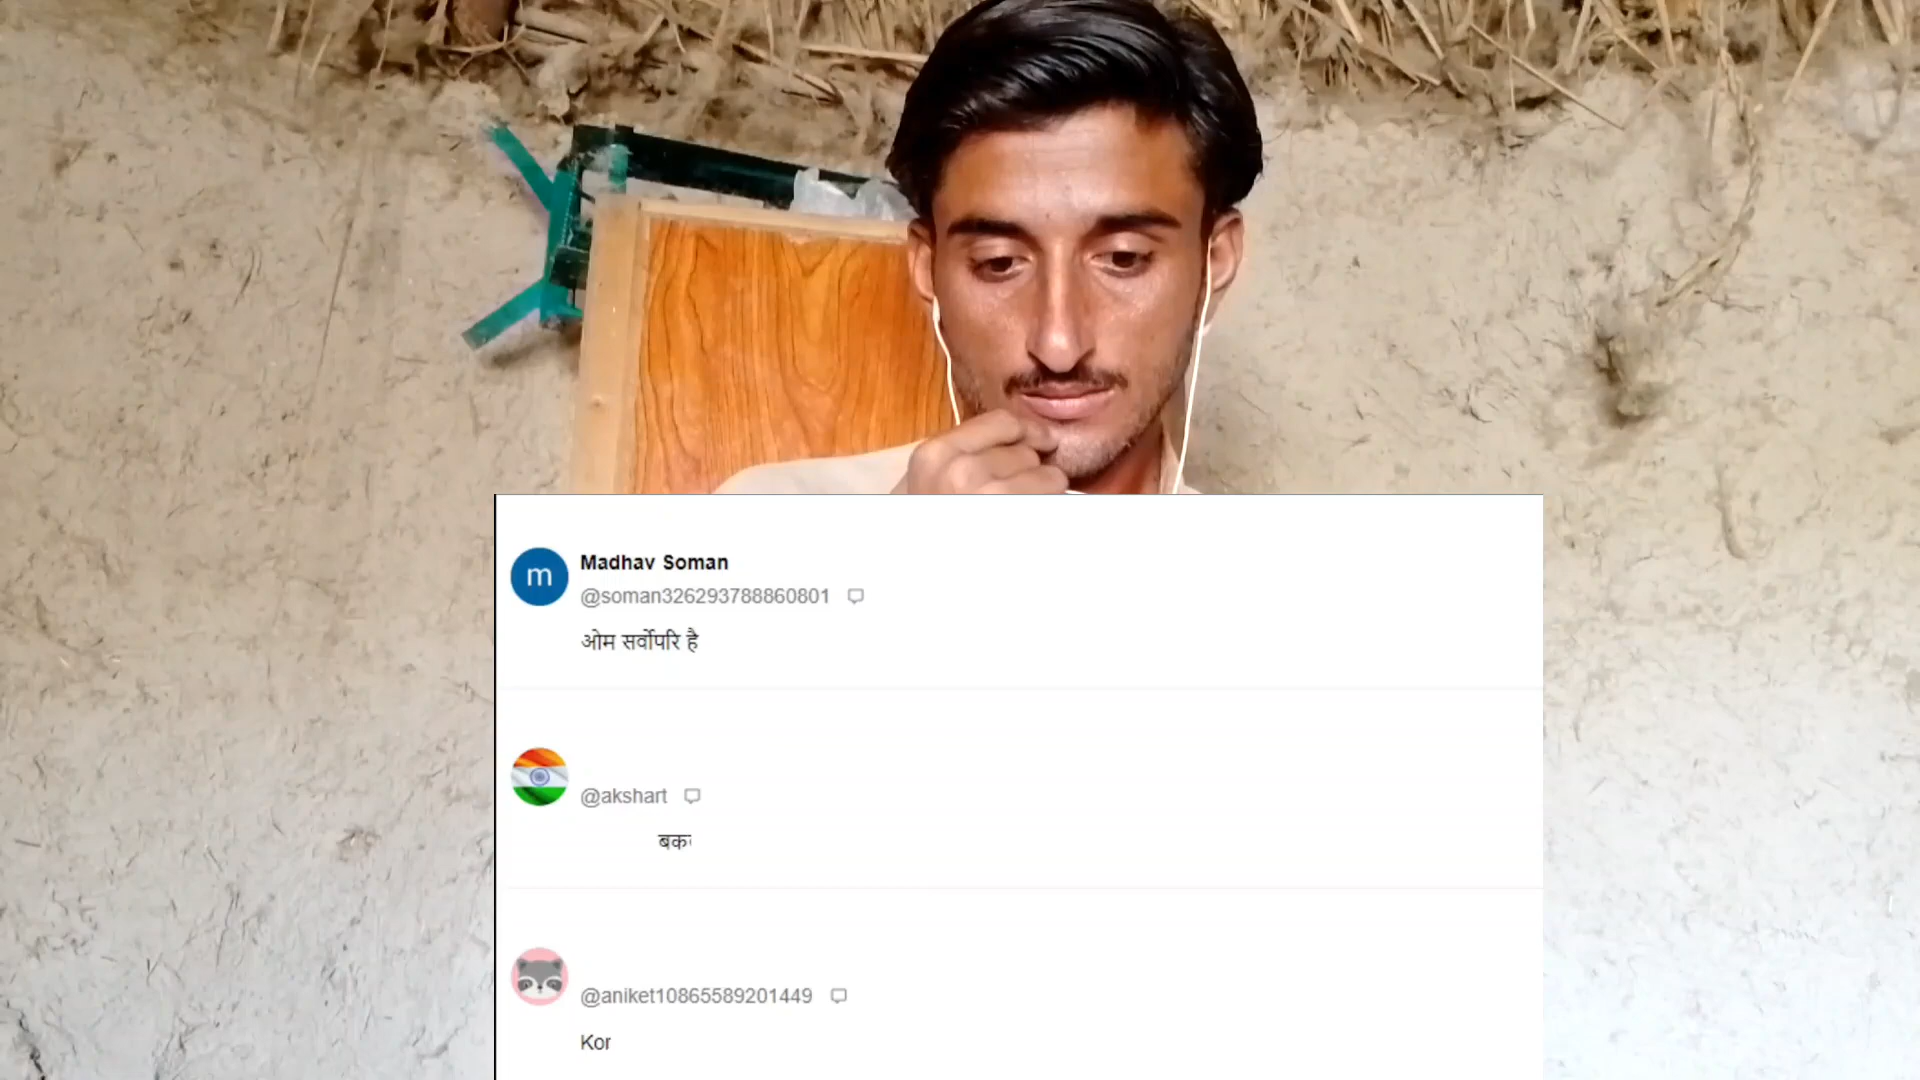 m
Madhav Soman
@soman326293788860801
ओम सर्वोपरि है
@akshart
@aniket10865589201449
Kor